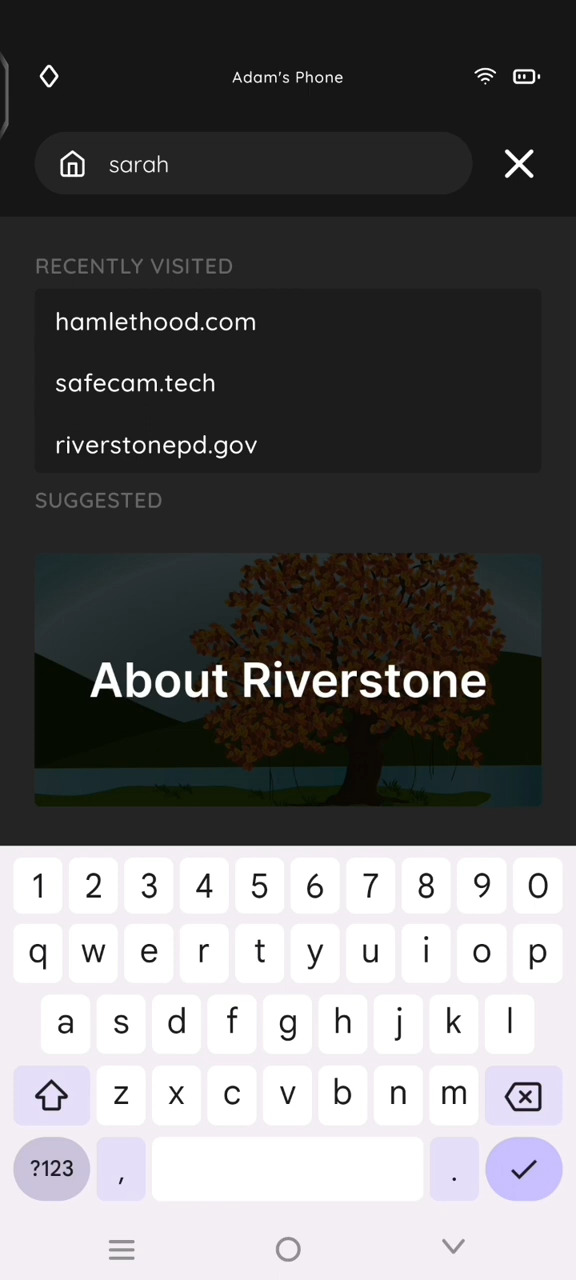 Adam's Phone
sarah
RECENTLY VISITED
hamlethood.com
safecam.tech
riverstonepd.gov
SUGGESTED
About Riverstone
1 2 3 4 5 6 7 8 9 0
q w e r t y u i o p
a s d f g h j k l
z x c v b n m
?123 , .